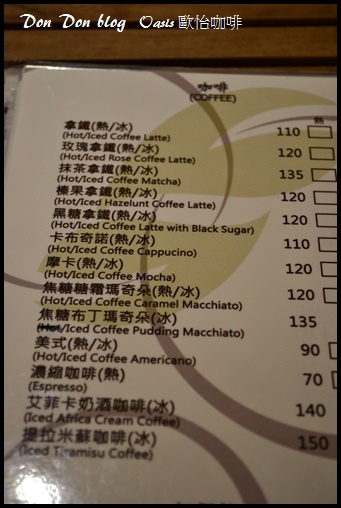 Don Don blog Oasis 歐怡咖啡
咖啡
(COFFEE)
熱
拿鐵(熱/冰) 110
(Hot/Iced Coffee Latte)
玫瑰拿鐵(熱/冰) 120
(Hot/Iced Rose Coffee Latte)
抹茶拿鐵(熱/冰) 135
(Hot/Iced Coffee Matcha)
榛果拿鐵(熱/冰) 120
(Hot/Iced Hazelunt Coffee Latte)
黑糖拿鐵(熱/冰) 120
(Hot/Iced Coffee Latte with Black Sugar)
卡布奇諾(熱/冰) 110
(Hot/Iced Coffee Cappucino)
摩卡(熱/冰) 120
(Hot/Iced Coffee Mocha)
焦糖糖霜瑪奇朵(熱/冰) 120
(Hot/Iced Coffee Caramel Macchiato)
焦糖布丁瑪奇朵(冰) 135
(Hot/Iced Coffee Pudding Macchiato)
美式(熱/冰) 90
(Hot/Iced Coffee Americano)
濃縮咖啡(熱) 70
(Espresso)
艾菲卡奶酒咖啡(冰) 140
(Iced Africa Cream Coffee)
提拉米蘇咖啡(冰) 150
(Iced Tiramisu Coffee)